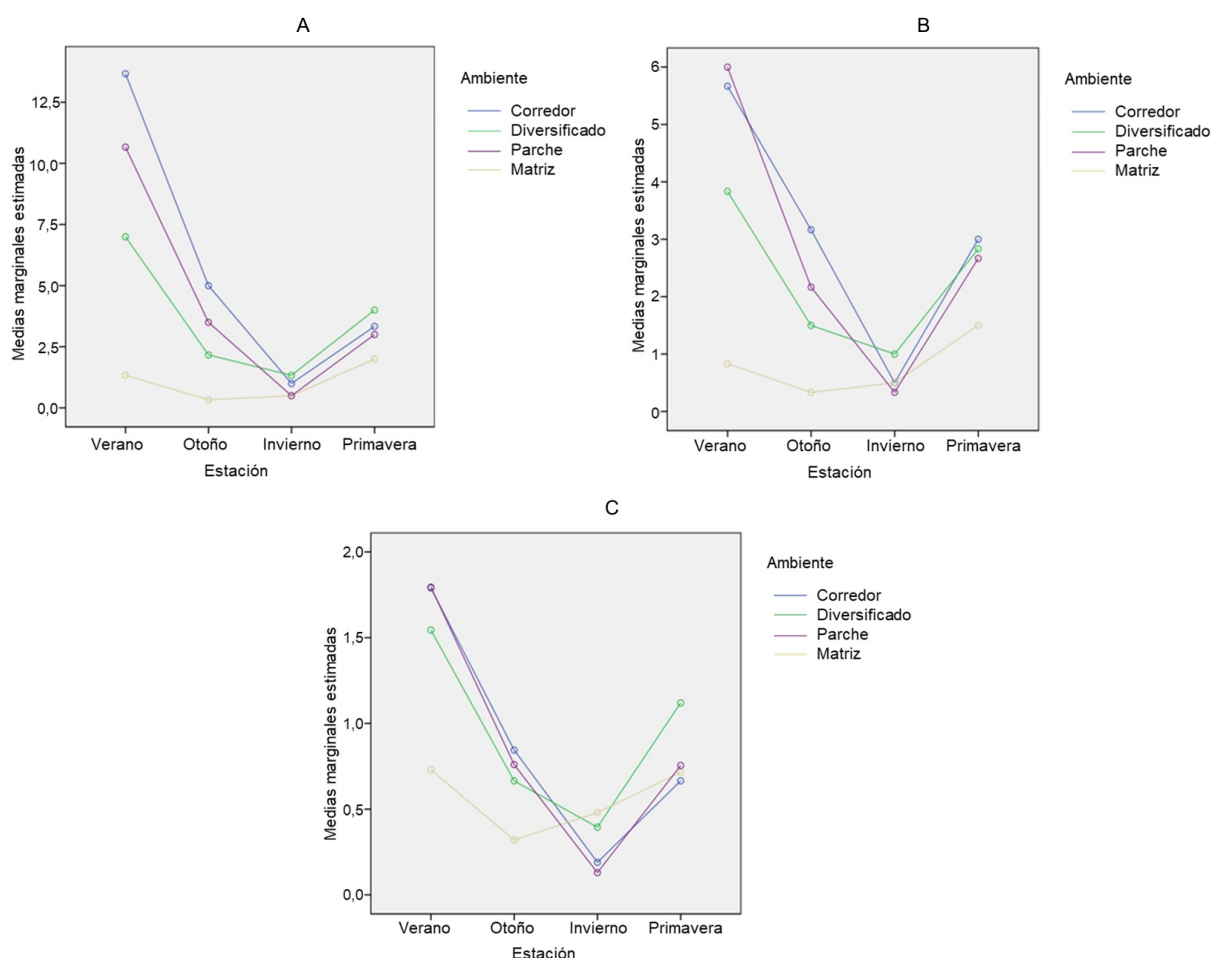 A
Medias marginales estimadas
12,5
10,0
7,5
5,0
2,5
0,0
Verano Otoño Invierno Primavera
Estación
Ambiente
Corredor
Diversificado
Parche
Matriz
B
Medias marginales estimadas
6
5
4
3
2
1
0
Verano Otoño Invierno Primavera
Estación
Ambiente
Corredor
Diversificado
Parche
Matriz
C
Medias marginales estimadas
2,0
1,5
1,0
0,5
0,0
Verano Otoño Invierno Primavera
Estación
Ambiente
Corredor
Diversificado
Parche
Matriz